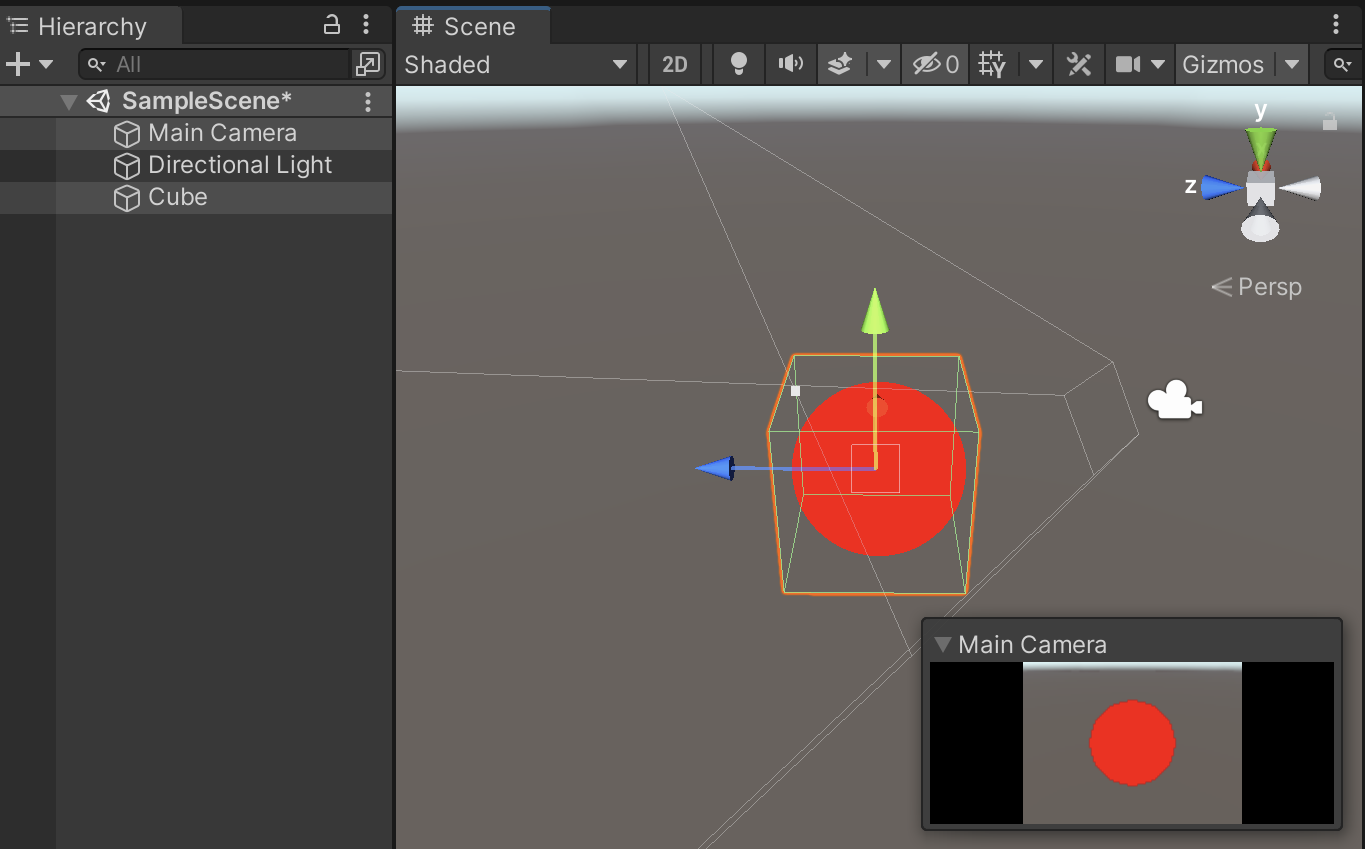 Hierarchy
All
SampleScene*
Main Camera
Directional Light
Cube
Scene
Shaded
2D
0
Gizmos
y
z
Persp
Main Camera